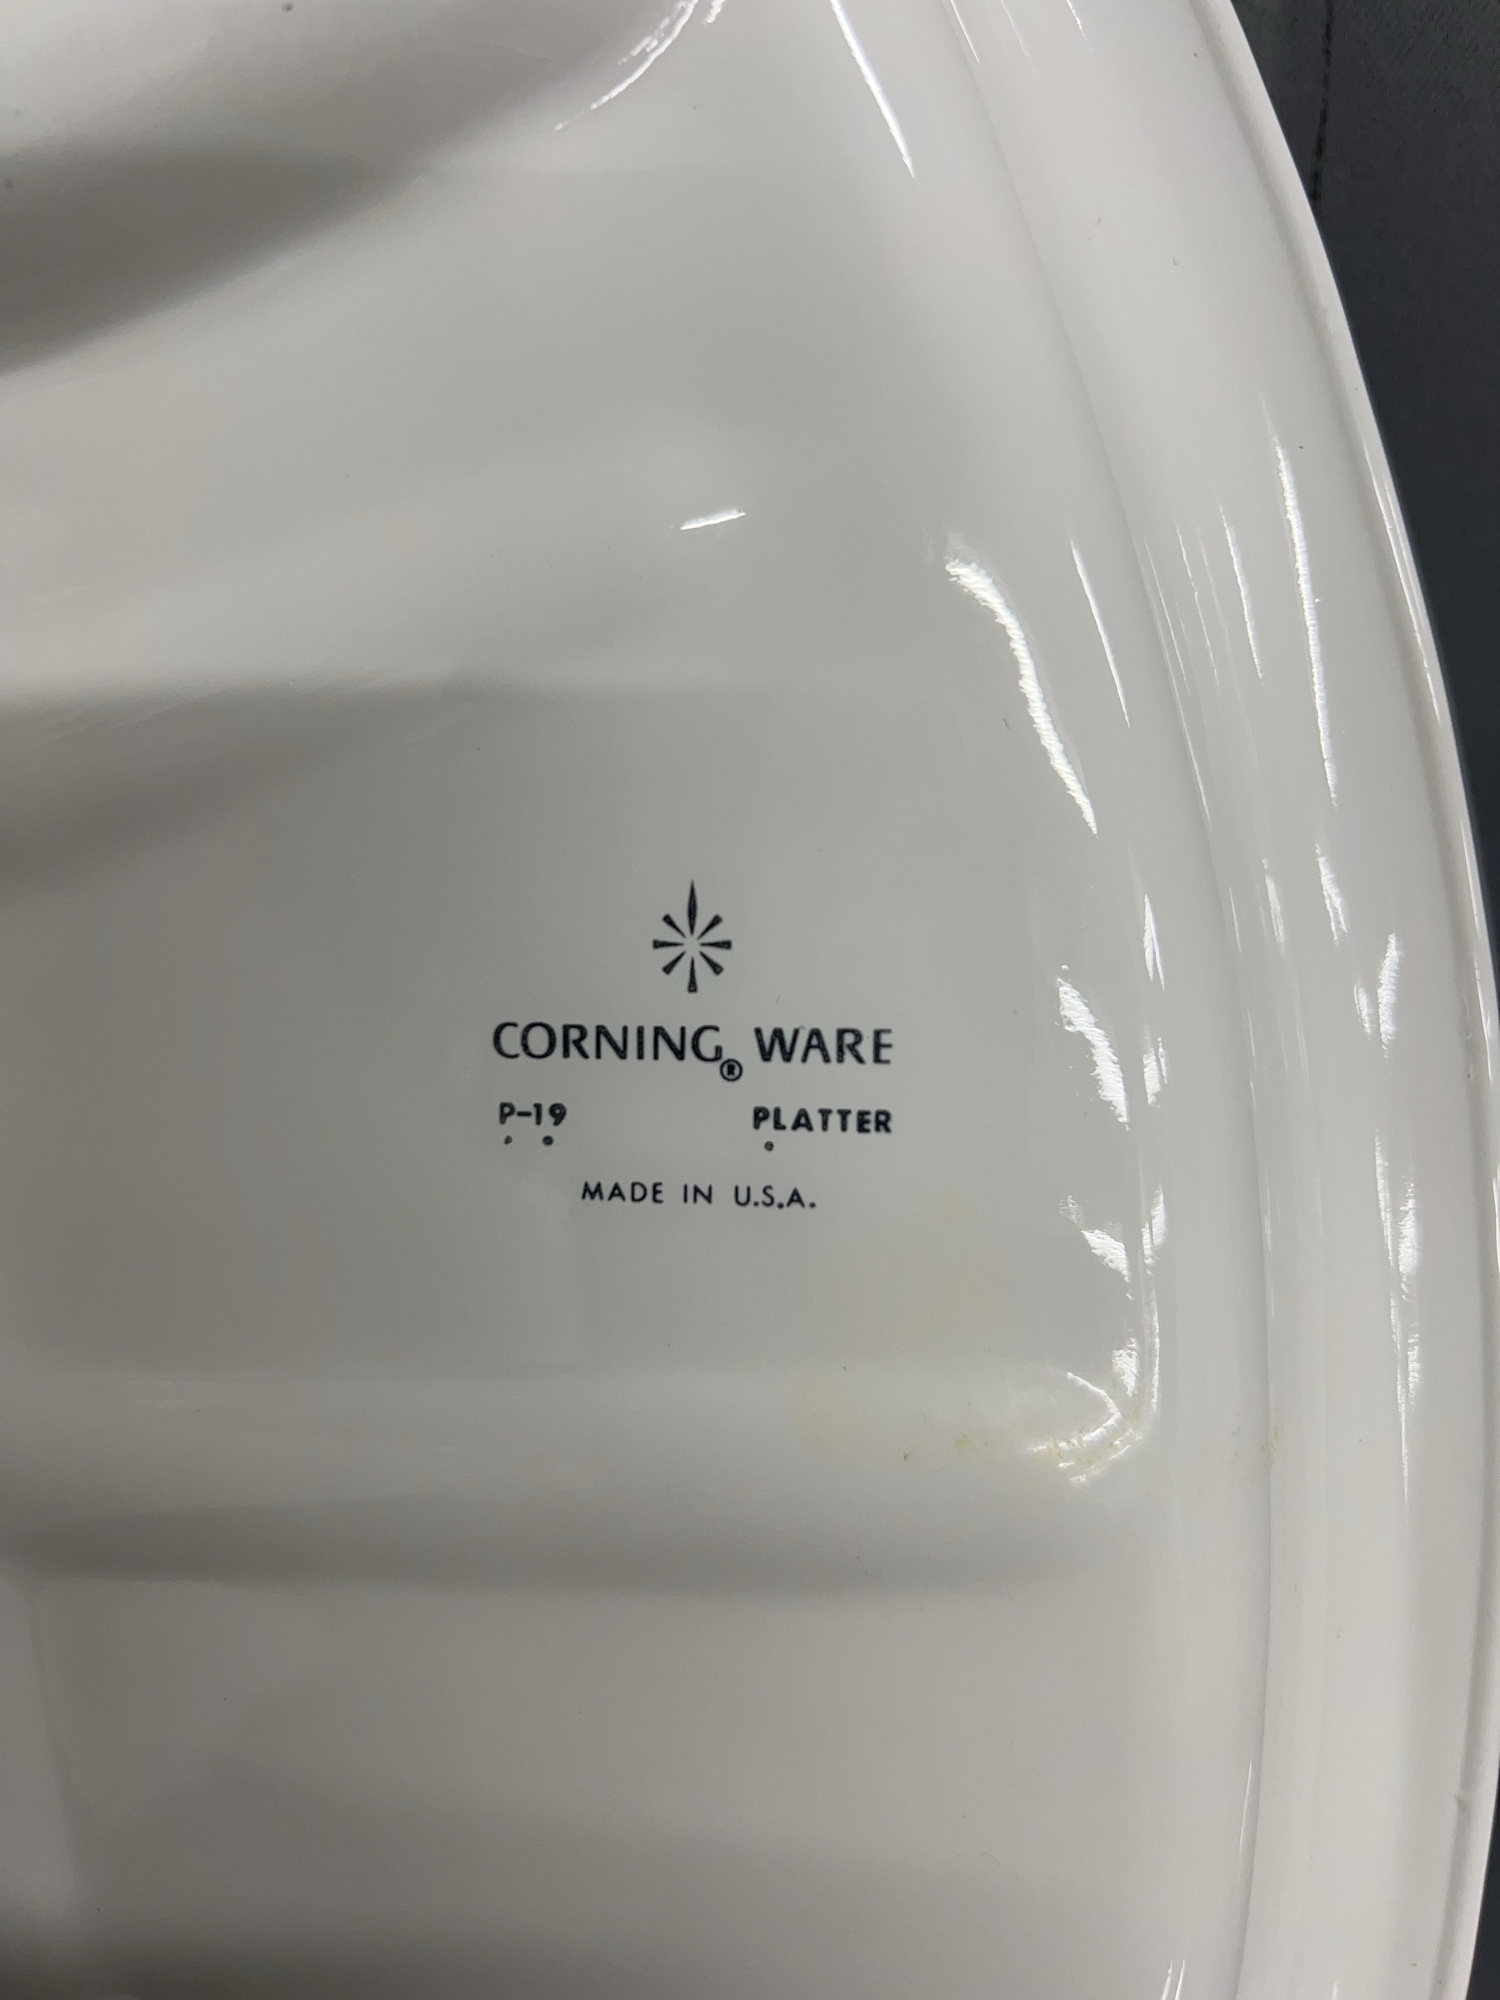 CORNING® WARE
P-19 PLATTER
MADE IN U.S.A.